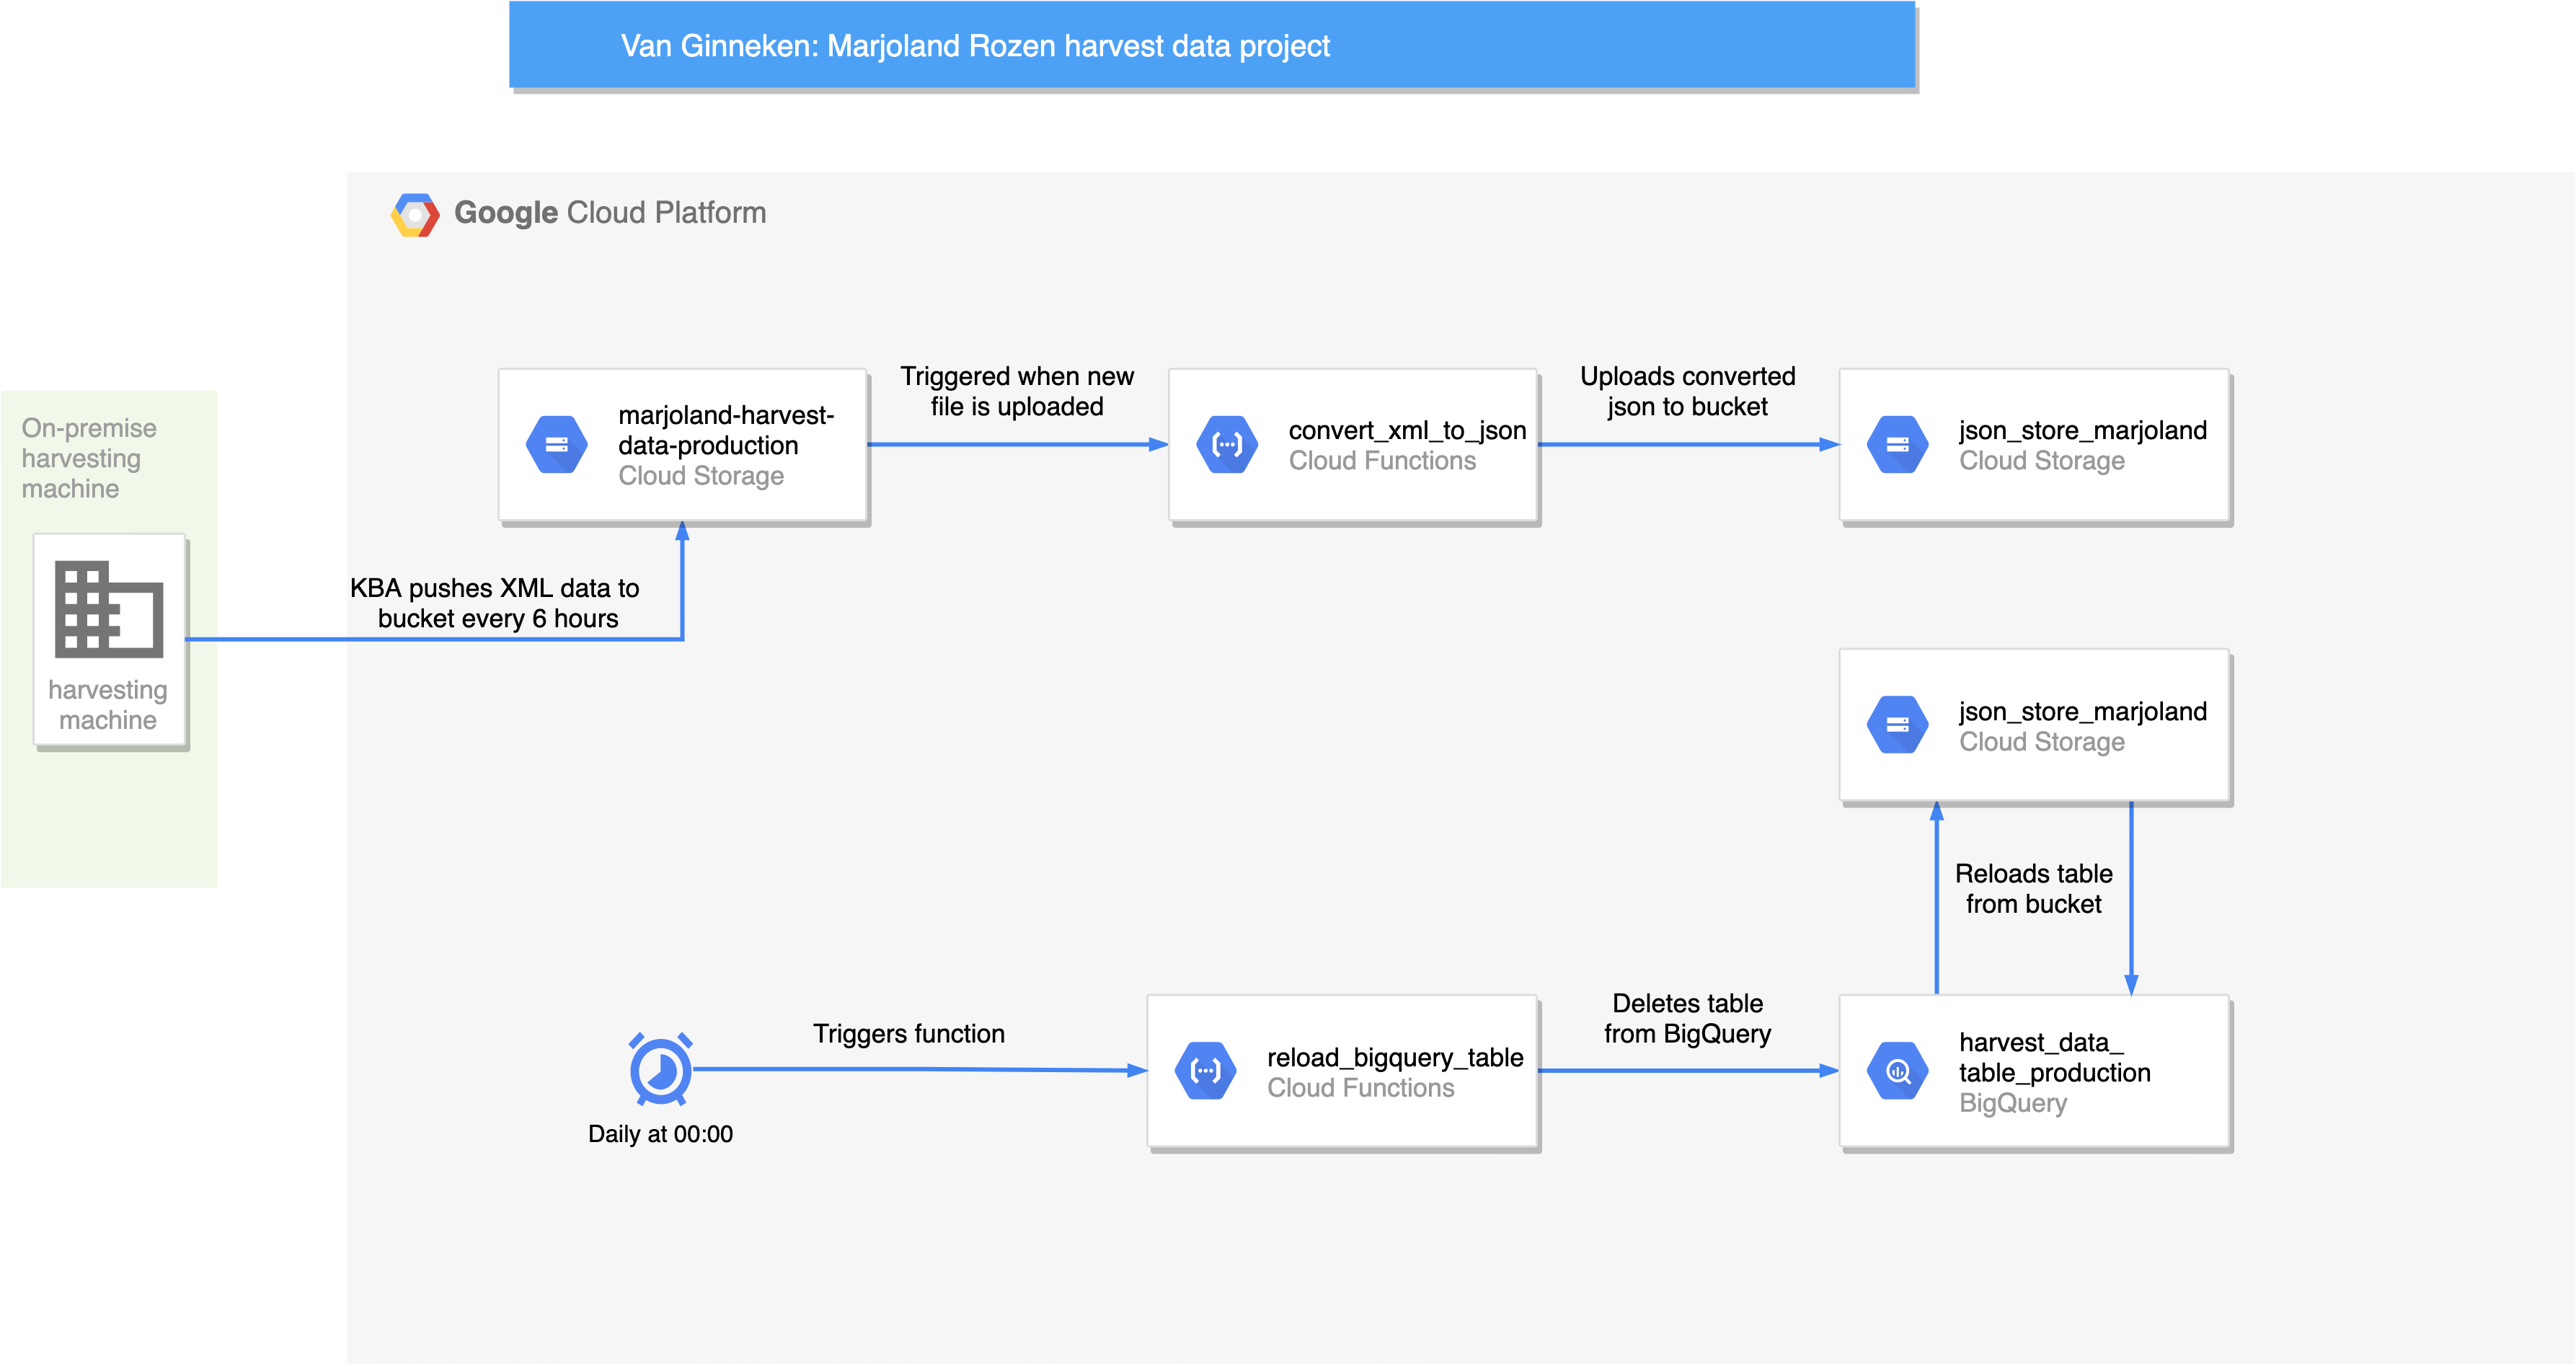 Van Ginneken: Marjoland Rozen harvest data project
Google Cloud Platform
On-premise
harvesting
machine
harvesting
machine
KBA pushes XML data to
bucket every 6 hours
marjoland-harvest-
data-production
Cloud Storage
Triggered when new
file is uploaded
convert_xml_to_json
Cloud Functions
Uploads converted
json to bucket
json_store_marjoland
Cloud Storage
json_store_marjoland
Cloud Storage
Reloads table
from bucket
Daily at 00:00
Triggers function
reload_bigquery_table
Cloud Functions
Deletes table
from BigQuery
harvest_data_
table_production
BigQuery